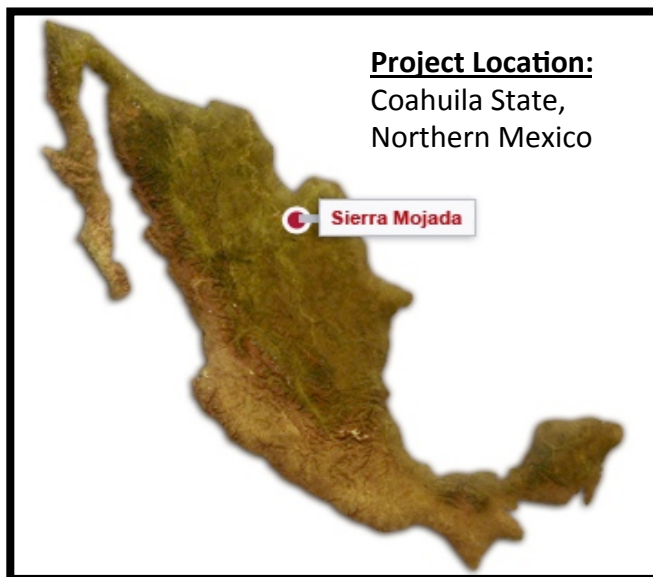 Project Location:
Coahuila State,
Northern Mexico
Sierra Mojada